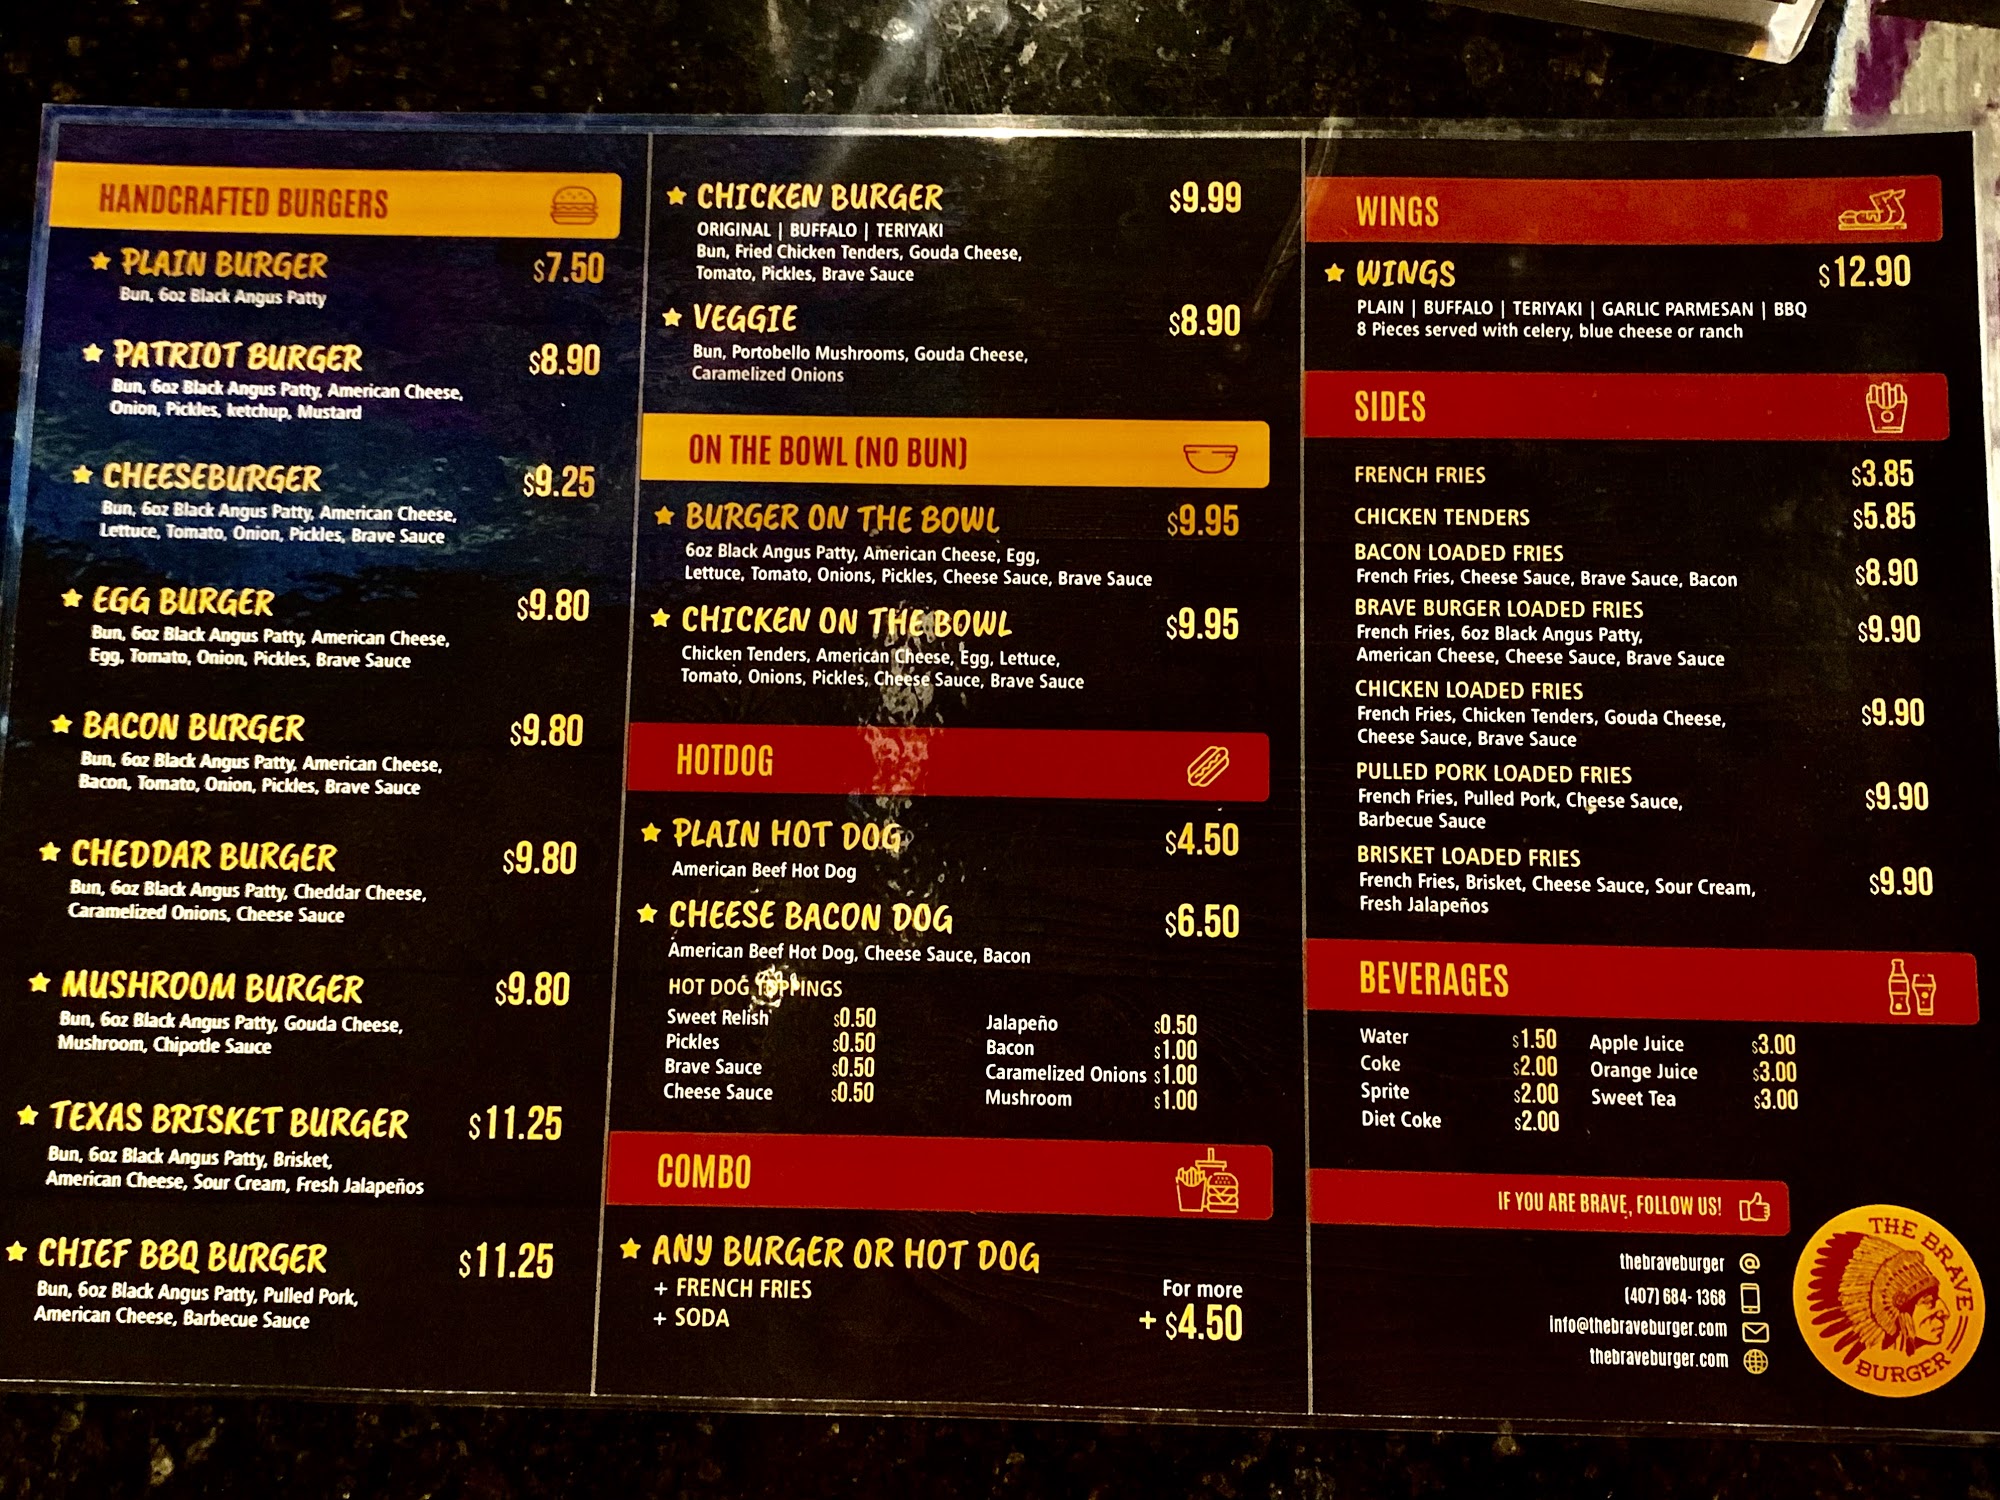 HANDCRAFTED BURGERS
PLAIN BURGER $7.50
Bun, 6oz Black Angus Patty
PATRIOT BURGER $8.90
Bun, 6oz Black Angus Patty, American Cheese,
Onion, Pickles, ketchup, Mustard
CHEESEBURGER $9.25
Bun, 6oz Black Angus Patty, American Cheese,
Lettuce, Tomato, Onion, Pickles, Brave Sauce
EGG BURGER $9.80
Bun, 6oz Black Angus Patty, American Cheese,
Egg, Tomato, Onion, Pickles, Brave Sauce
BACON BURGER $9.80
Bun, 6oz Black Angus Patty, American Cheese,
Bacon, Tomato, Onion, Pickles, Brave Sauce
CHEDDAR BURGER $9.80
Bun, 6oz Black Angus Patty, Cheddar Cheese,
Caramelized Onions, Cheese Sauce
MUSHROOM BURGER $9.80
Bun, 6oz Black Angus Patty, Gouda Cheese,
Mushroom, Chipotle Sauce
TEXAS BRISKET BURGER $11.25
Bun, 6oz Black Angus Patty, Brisket,
American Cheese, Sour Cream, Fresh Jalapeños
CHIEF BBQ BURGER $11.25
Bun, 6oz Black Angus Patty, Pulled Pork,
American Cheese, Barbecue Sauce
CHICKEN BURGER $9.99
ORIGINAL | BUFFALO | TERIYAKI
Bun, Fried Chicken Tenders, Gouda Cheese,
Tomato, Pickles, Brave Sauce
VEGGIE $8.90
Bun, Portobello Mushrooms, Gouda Cheese,
Caramelized Onions
ON THE BOWL (NO BUN)
BURGER ON THE BOWL $9.95
6oz Black Angus Patty, American Cheese, Egg,
Lettuce, Tomato, Onions, Pickles, Cheese Sauce, Brave Sauce
CHICKEN ON THE BOWL $9.95
Chicken Tenders, American Cheese, Egg, Lettuce,
Tomato, Onions, Pickles, Cheese Sauce, Brave Sauce
HOTDOG
PLAIN HOT DOG $4.50
American Beef Hot Dog
CHEESE BACON DOG $6.50
American Beef Hot Dog, Cheese Sauce, Bacon
HOT DOG TOPPINGS
Sweet Relish $0.50 Jalapeño $0.50
Pickles $0.50 Bacon $1.00
Brave Sauce $0.50 Caramelized Onions $1.00
Cheese Sauce $0.50 Mushroom $1.00
COMBO
ANY BURGER OR HOT DOG
+ FRENCH FRIES For more
+ SODA + $4.50
WINGS
WINGS $12.90
PLAIN | BUFFALO | TERIYAKI | GARLIC PARMESAN | BBQ
8 Pieces served with celery, blue cheese or ranch
SIDES
FRENCH FRIES $3.85
CHICKEN TENDERS $5.85
BACON LOADED FRIES $8.90
French Fries, Cheese Sauce, Brave Sauce, Bacon
BRAVE BURGER LOADED FRIES $9.90
French Fries, 6oz Black Angus Patty,
American Cheese, Cheese Sauce, Brave Sauce
CHICKEN LOADED FRIES $9.90
French Fries, Chicken Tenders, Gouda Cheese,
Cheese Sauce, Brave Sauce
PULLED PORK LOADED FRIES $9.90
French Fries, Pulled Pork, Cheese Sauce,
Barbecue Sauce
BRISKET LOADED FRIES $9.90
French Fries, Brisket, Cheese Sauce, Sour Cream,
Fresh Jalapeños
BEVERAGES
Water $1.50 Apple Juice $3.00
Coke $2.00 Orange Juice $3.00
Sprite $2.00 Sweet Tea $3.00
Diet Coke $2.00
IF YOU ARE BRAVE, FOLLOW US!
thebraveburger @
(407) 684-1368
info@thebraveburger.com
thebraveburger.com
THE BRAVE
BURGER